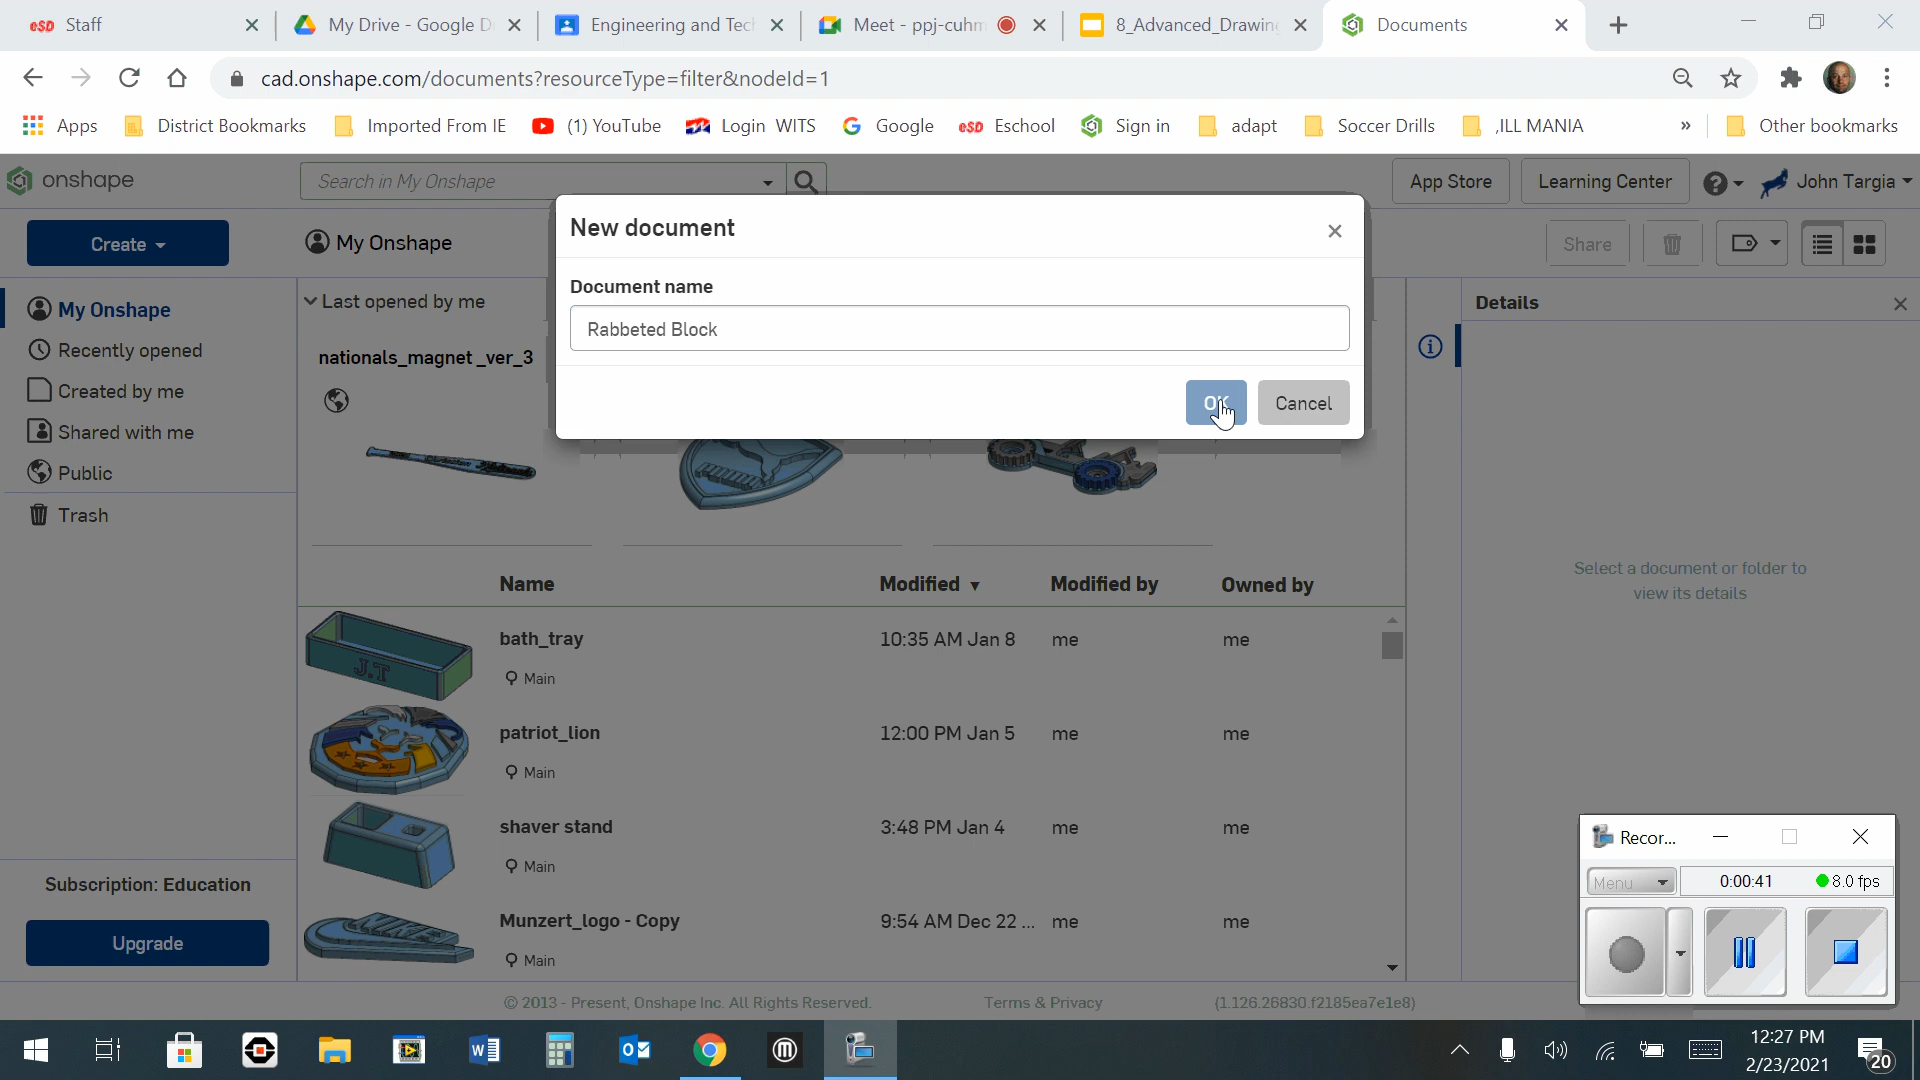 esp Staff
My Drive - Google D
Engineering and Tec
Meet - ppj-cuhm
8_Advanced_Drawing
Documents
cad.onshape.com/documents?resourceType=filter&nodeId=1
Apps
District Bookmarks
Imported From IE
(1) YouTube
Login WITS
Google
esp Eschool
Sign in
adapt
Soccer Drills
,ILL MANIA
»
Other bookmarks
onshape
Search in My Onshape
App Store
Learning Center
John Targia
Create
My Onshape
Share
New document
Document name
Rabbeted Block
OK
Cancel
My Onshape
Recently opened
Created by me
Shared with me
Public
Trash
Last opened by me
nationals_magnet_ver_3
Details
Select a document or folder to
view its details
Name Modified Modified by Owned by
bath_tray 10:35 AM Jan 8 me me
Main
J.T
patriot_lion 12:00 PM Jan 5 me me
Main
shaver stand 3:48 PM Jan 4 me me
Main
Munzert_logo - Copy 9:54 AM Dec 22 ... me me
Main
Subscription: Education
Upgrade
© 2013 - Present, Onshape Inc. All Rights Reserved.
Terms & Privacy
(1.126.26830.f2185ea7e1e8)
Recor...
Menu
0:00:41
8.0 fps
12:27 PM
2/23/2021
20